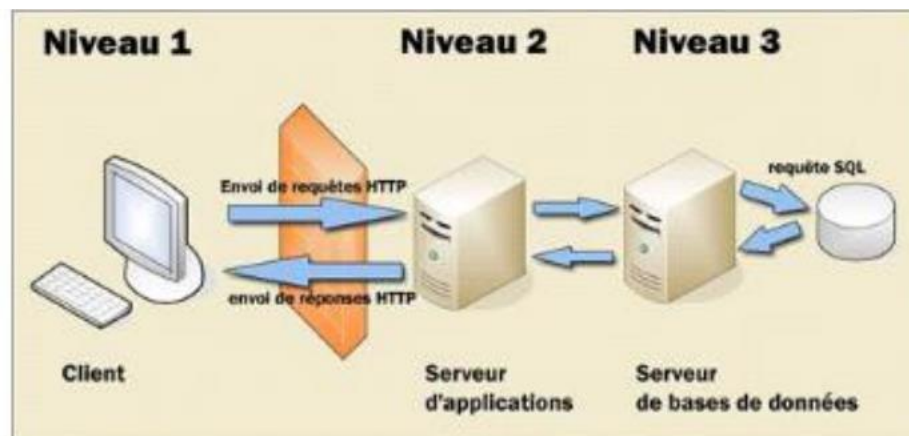 Niveau 1
Niveau 2
Niveau 3
requête SQL
Envoi de requêtes HTTP
envoi de réponses HTTP
Client
Serveur
d'applications
Serveur
de bases de données